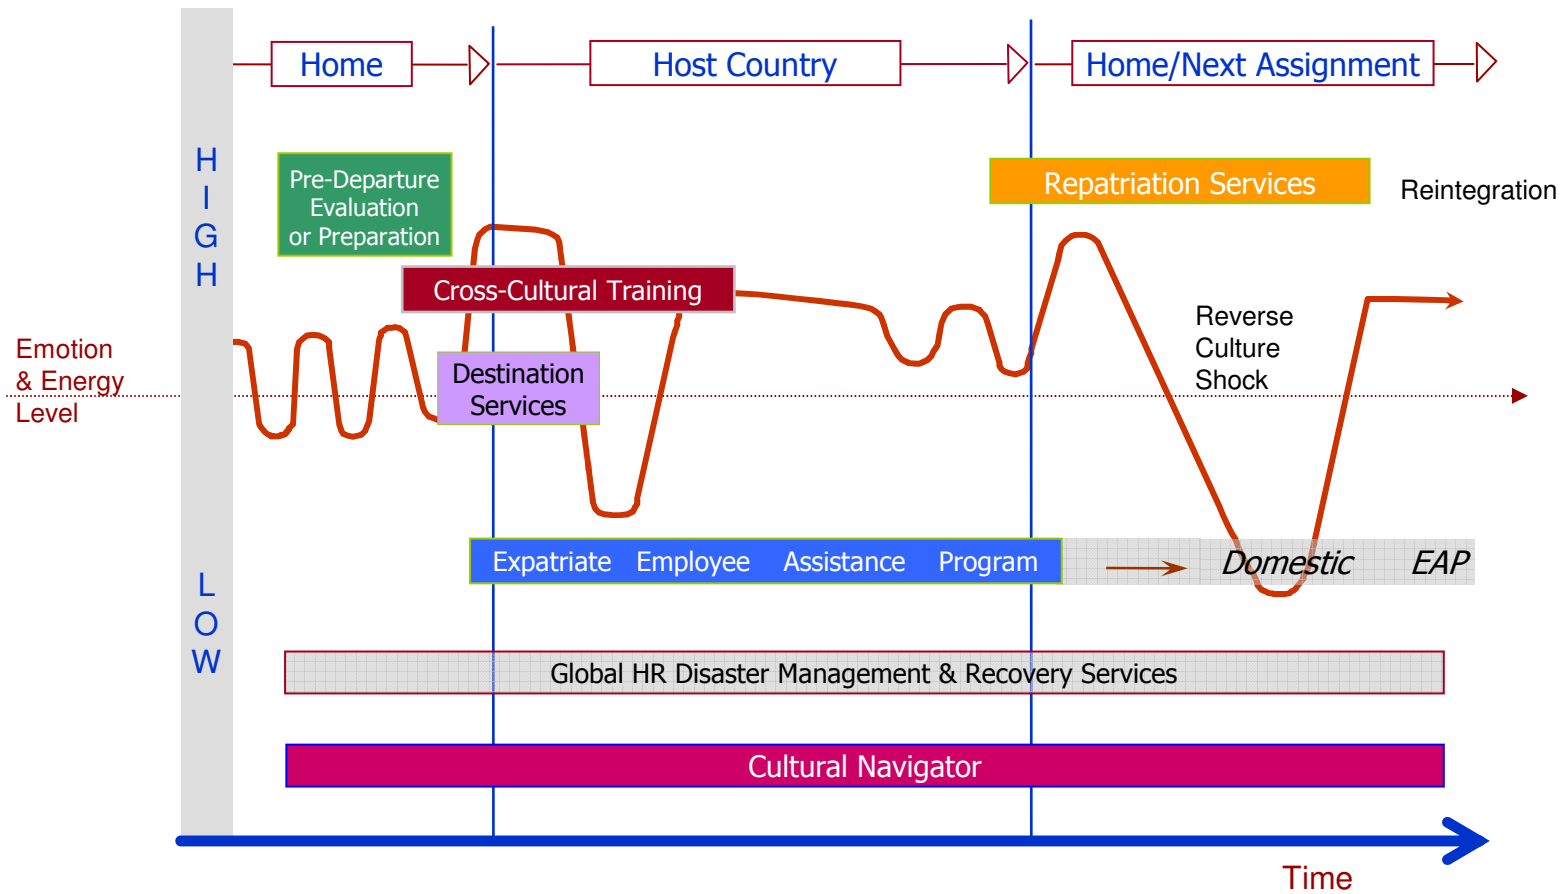 Home
Host Country
Home/Next Assignment
HIGH
Pre-Departure
Evaluation
or Preparation
Repatriation Services
Reintegration
Cross-Cultural Training
Reverse
Culture
Shock
Emotion
& Energy
Level
Destination
Services
Expatriate Employee Assistance Program
Domestic EAP
LOW
Global HR Disaster Management & Recovery Services
Cultural Navigator
Time